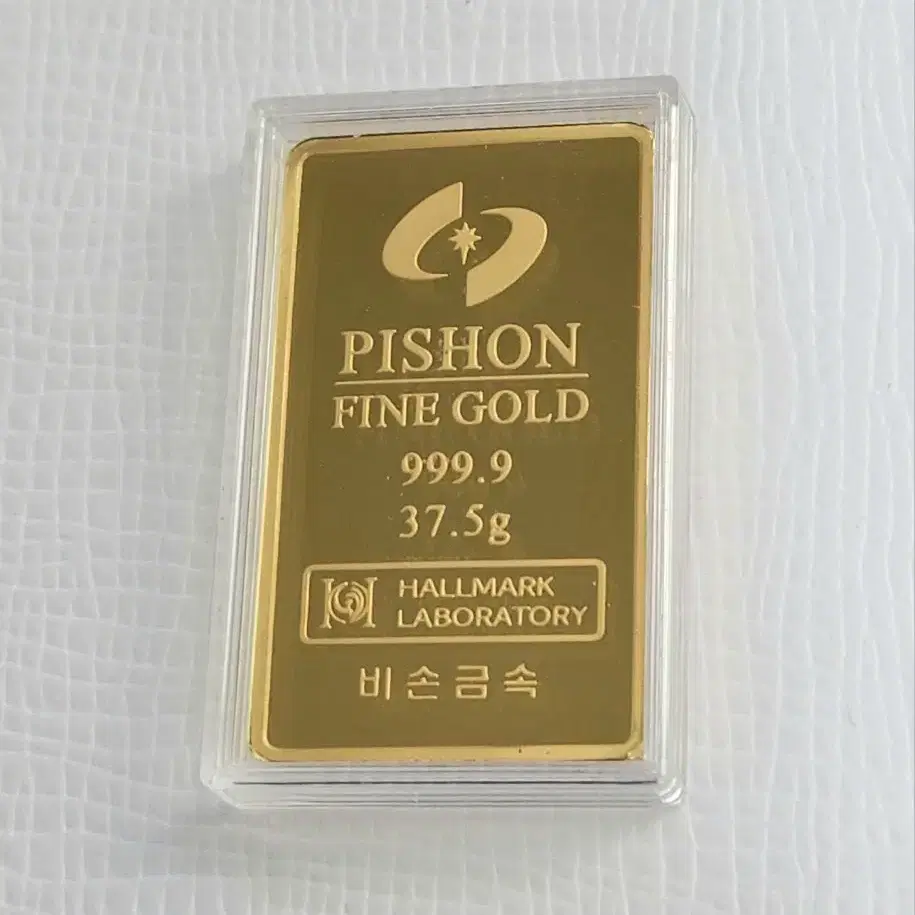 PISHON
FINE GOLD
999.9
37.5g
HALLMARK
LABORATORY
비손금속